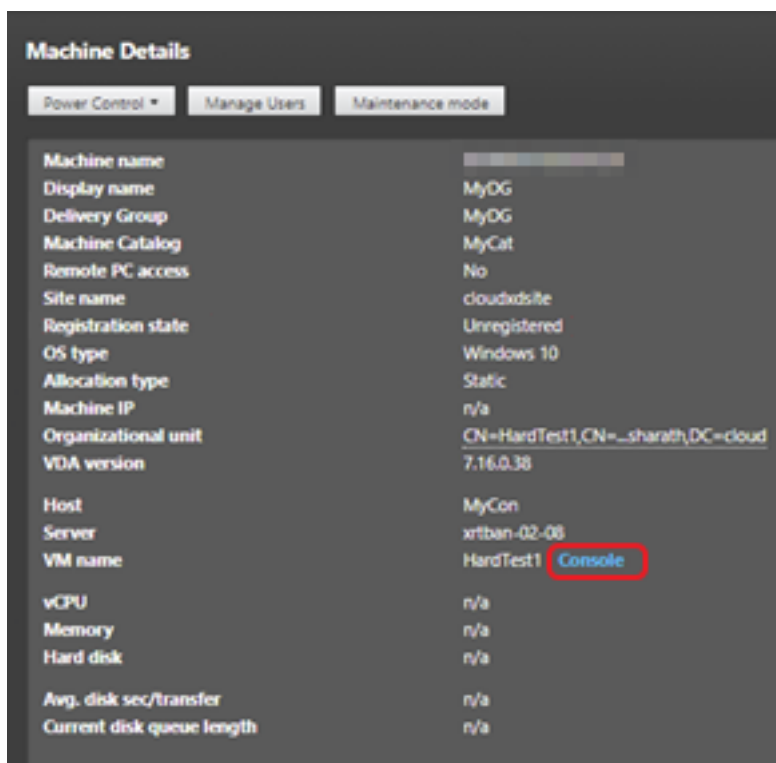 Machine Details
Power Control Manage Users Maintenance mode
Machine name
Display name MyDG
Delivery Group MyDG
Machine Catalog MyCat
Remote PC access No
Site name cloudxdsite
Registration state Unregistered
OS type Windows 10
Allocation type Static
Machine IP n/a
Organizational unit CN=HardTest1,CN=...sharath,DC=cloud
VDA version 7.16.0.38
Host MyCon
Server xrtban-02-08
VM name HardTest1 Console
vCPU n/a
Memory n/a
Hard disk n/a
Avg. disk sec/transfer n/a
Current disk queue length n/a